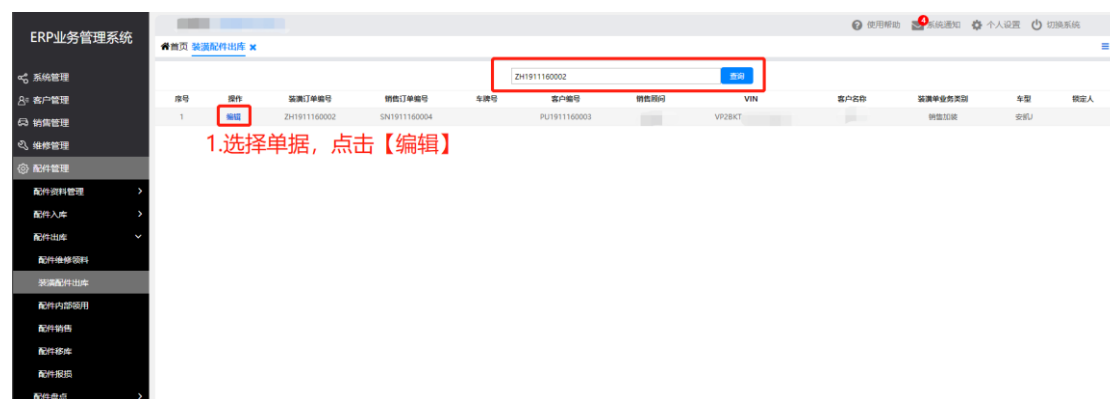 ERP业务管理系统
使用帮助 4 系统通知 个人设置 切换系统
首页 装潢配件出库 ×
系统管理
客户管理
销售管理
维修管理
配件管理
配件资料管理
配件入库
配件出库
配件维修领料
装潢配件出库
配件内部领用
配件销售
配件移库
配件报损
配件盘点
ZH1911160002 查询
序号 操作 装潢订单编号 销售订单编号 车牌号 客户编号 销售顾问 VIN 客户名称 装潢单业务类别 车型 锁定人
1 编辑 ZH1911160002 SN1911160004 PU1911160003 VP2BKT 销售加装
1.选择单据，点击【编辑】